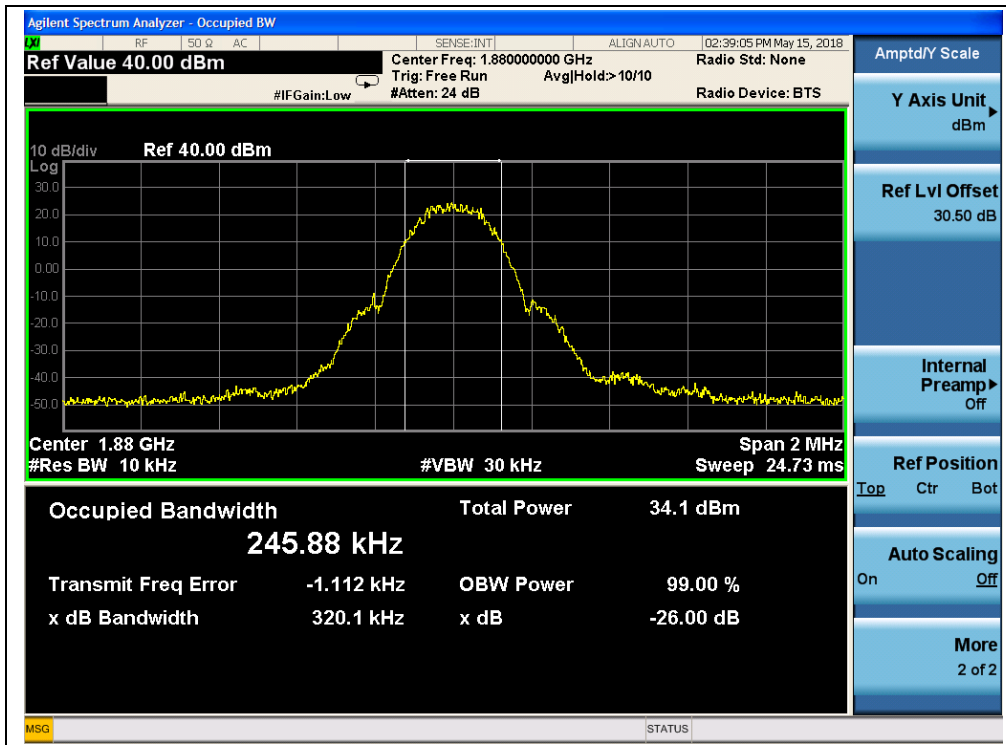 Agilent Spectrum Analyzer - Occupied BW
LXI RF 50 Ω AC SENSE:INT ALIGN AUTO 02:39:05 PM May 15, 2018
Ref Value 40.00 dBm
Center Freq: 1.880000000 GHz
Radio Std: None
Trig: Free Run Avg|Hold:>10/10
#IFGain:Low
#Atten: 24 dB
Radio Device: BTS
10 dB/div Ref 40.00 dBm
Log
30.0
20.0
10.0
0.00
-10.0
-20.0
-30.0
-40.0
-50.0
Center 1.88 GHz Span 2 MHz
#Res BW 10 kHz #VBW 30 kHz Sweep 24.73 ms
Occupied Bandwidth Total Power 34.1 dBm
245.88 kHz
Transmit Freq Error -1.112 kHz OBW Power 99.00 %
x dB Bandwidth 320.1 kHz x dB -26.00 dB
Amptd/Y Scale
Y Axis Unit
dBm
Ref Lvl Offset
30.50 dB
Internal
Preamp
Off
Ref Position
Top Ctr Bot
Auto Scaling
On Off
More
2 of 2
MSG STATUS